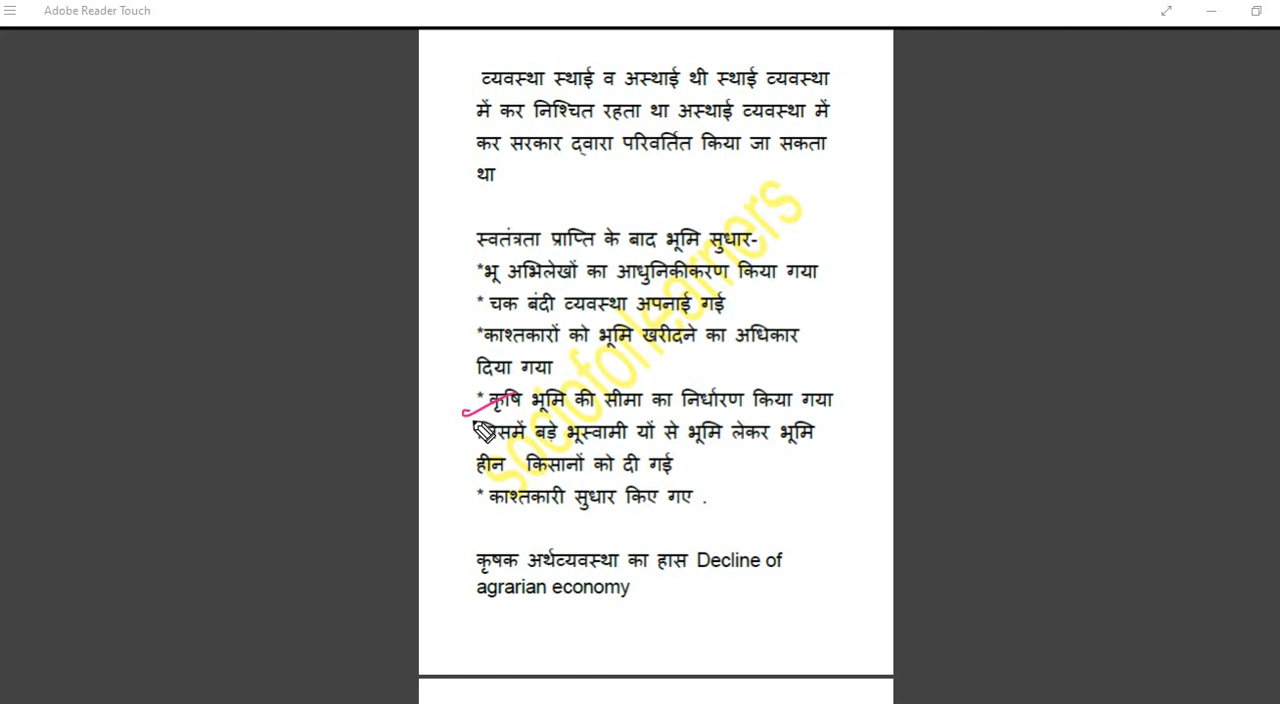 Adobe Reader Touch
व्यवस्था स्थाई व अस्थाई थी स्थाई व्यवस्था
में कर निश्चित रहता था अस्थाई व्यवस्था में
कर सरकार द्वारा परिवर्तित किया जा सकता
था
स्वतंत्रता प्राप्ति के बाद भूमि सुधार-
*भू अभिलेखों का आधुनिकीकरण किया गया
* चक बंदी व्यवस्था अपनाई गई
*काश्तकारों को भूमि खरीदने का अधिकार
दिया गया
* कृषि भूमि की सीमा का निर्धारण किया गया
बड़े भूस्वामी यों से भूमि लेकर भूमि
हीन किसानों को दी गई
* काश्तकारी सुधार किए गए .
कृषक अर्थव्यवस्था का हास Decline of
agrarian economy
socioforlearners